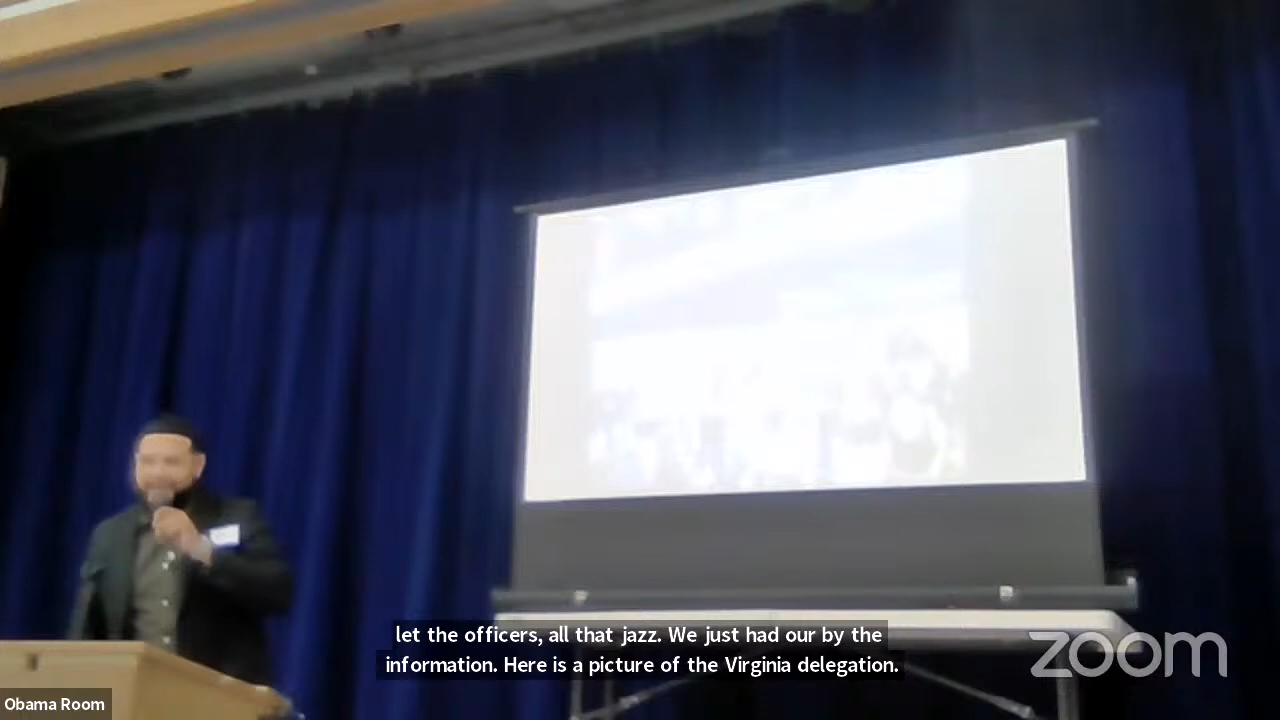 let the officers, all that jazz. We just had our by the
information. Here is a picture of the Virginia delegation.
zoom
Obama Room